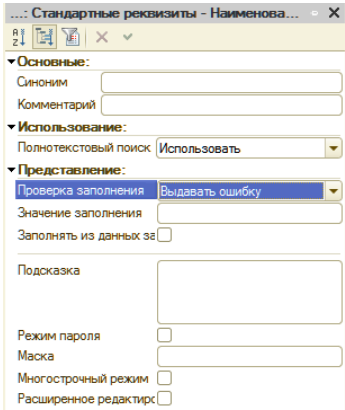 ...: Стандартные реквизиты - Наименова...
Основные:
Синоним
Комментарий
Использование:
Полнотекстовый поиск Использовать
Представление:
Проверка заполнения Выдавать ошибку
Значение заполнения
Заполнять из данных за
Подсказка
Режим пароля
Маска
Многострочный режим
Расширенное редактиро